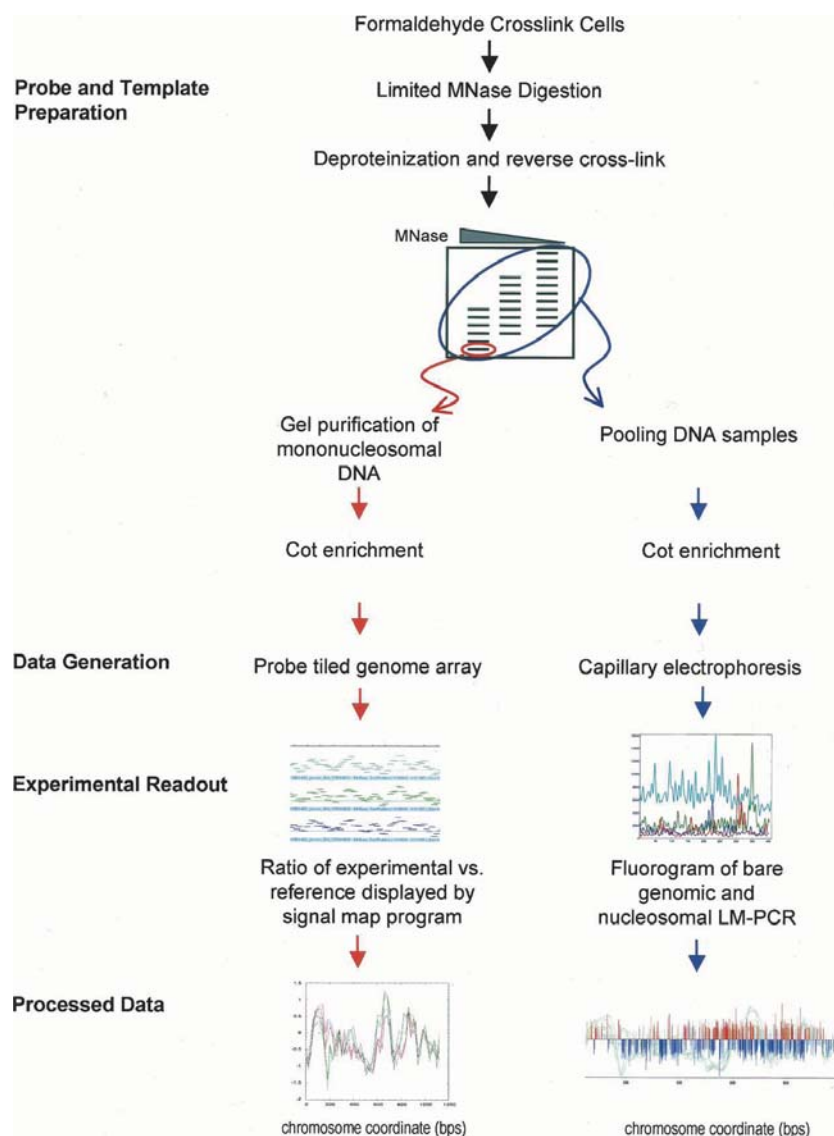 Formaldehyde Crosslink Cells
Probe and Template
Preparation
Limited MNase Digestion
Deproteinization and reverse cross-link
MNase
Gel purification of
mononucleosomal
DNA
Pooling DNA samples
Cot enrichment
Cot enrichment
Data Generation
Probe tiled genome array
Capillary electrophoresis
Experimental Readout
Ratio of experimental vs.
reference displayed by
signal map program
Fluorogram of bare
genomic and
nucleosomal LM-PCR
Processed Data
chromosome coordinate (bps)
chromosome coordinate (bps)